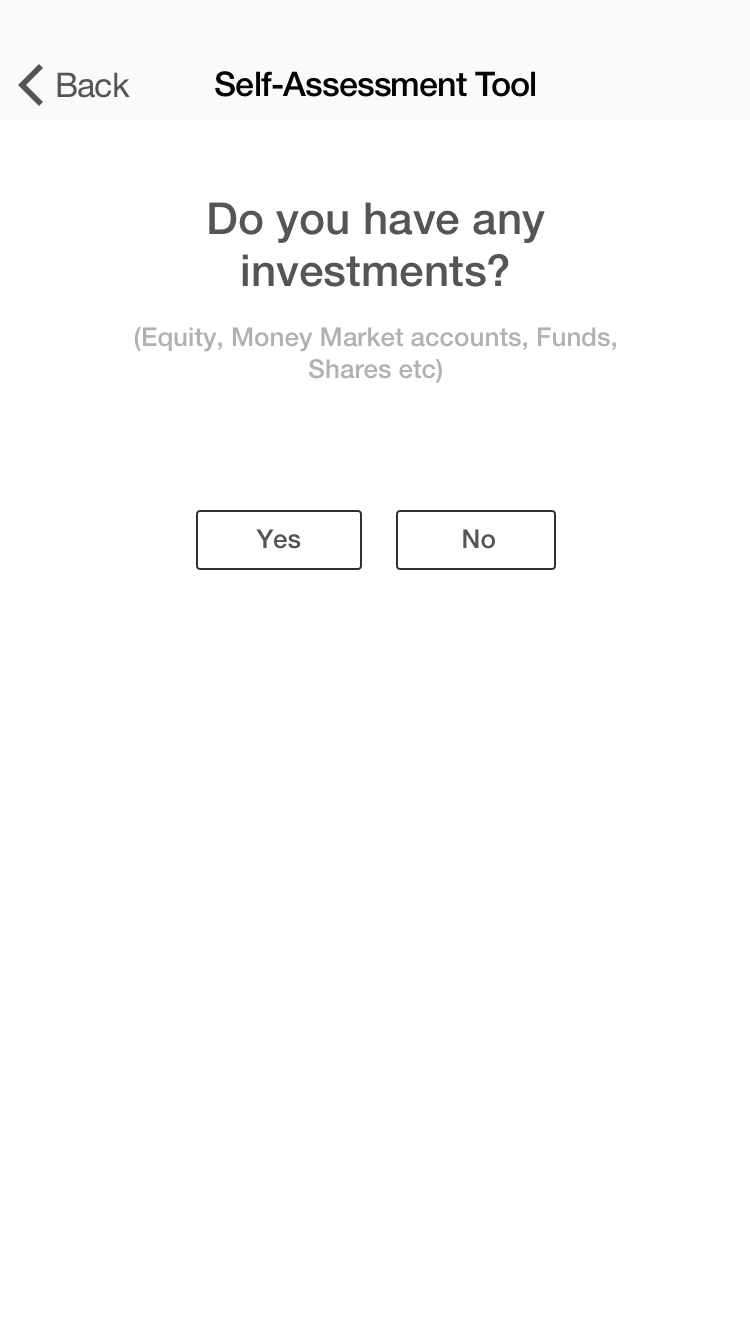 Back
Self-Assessment Tool
Do you have any
investments?
(Equity, Money Market accounts, Funds,
Shares etc)
Yes
No